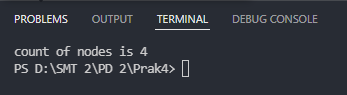 PROBLEMS OUTPUT TERMINAL DEBUG CONSOLE
count of nodes is 4
PS D:\SMT 2\PD 2\Prak4>